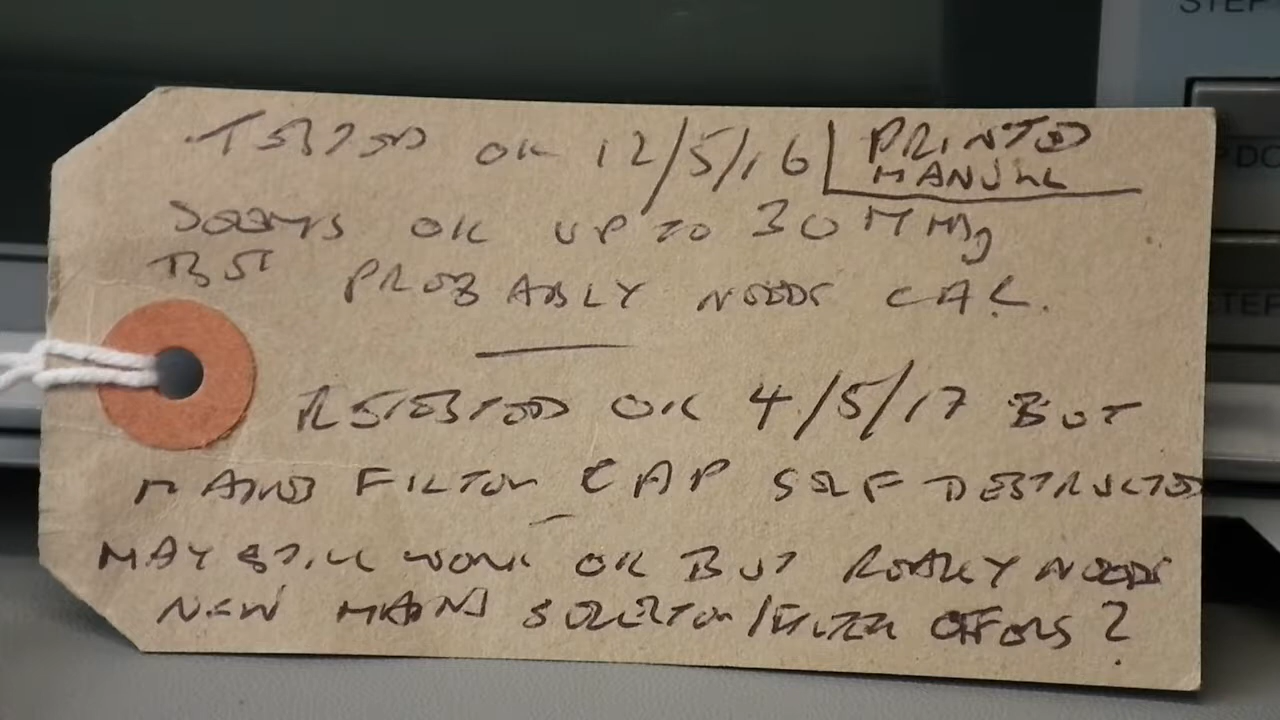 STEP
TESTED OK 12/5/16
PRINTED
MANUAL
SEEMS OK UP TO 30
BUT PROBABLY NEEDS CAL.
RETESTED OK 4/5/17 BUT
MAINS FILTER CAP SELF DESTRUCTED
MAY STILL WORK OK BUT REALLY NEEDS
NEW MAINS SELECTOR/FILTER OFFERS?